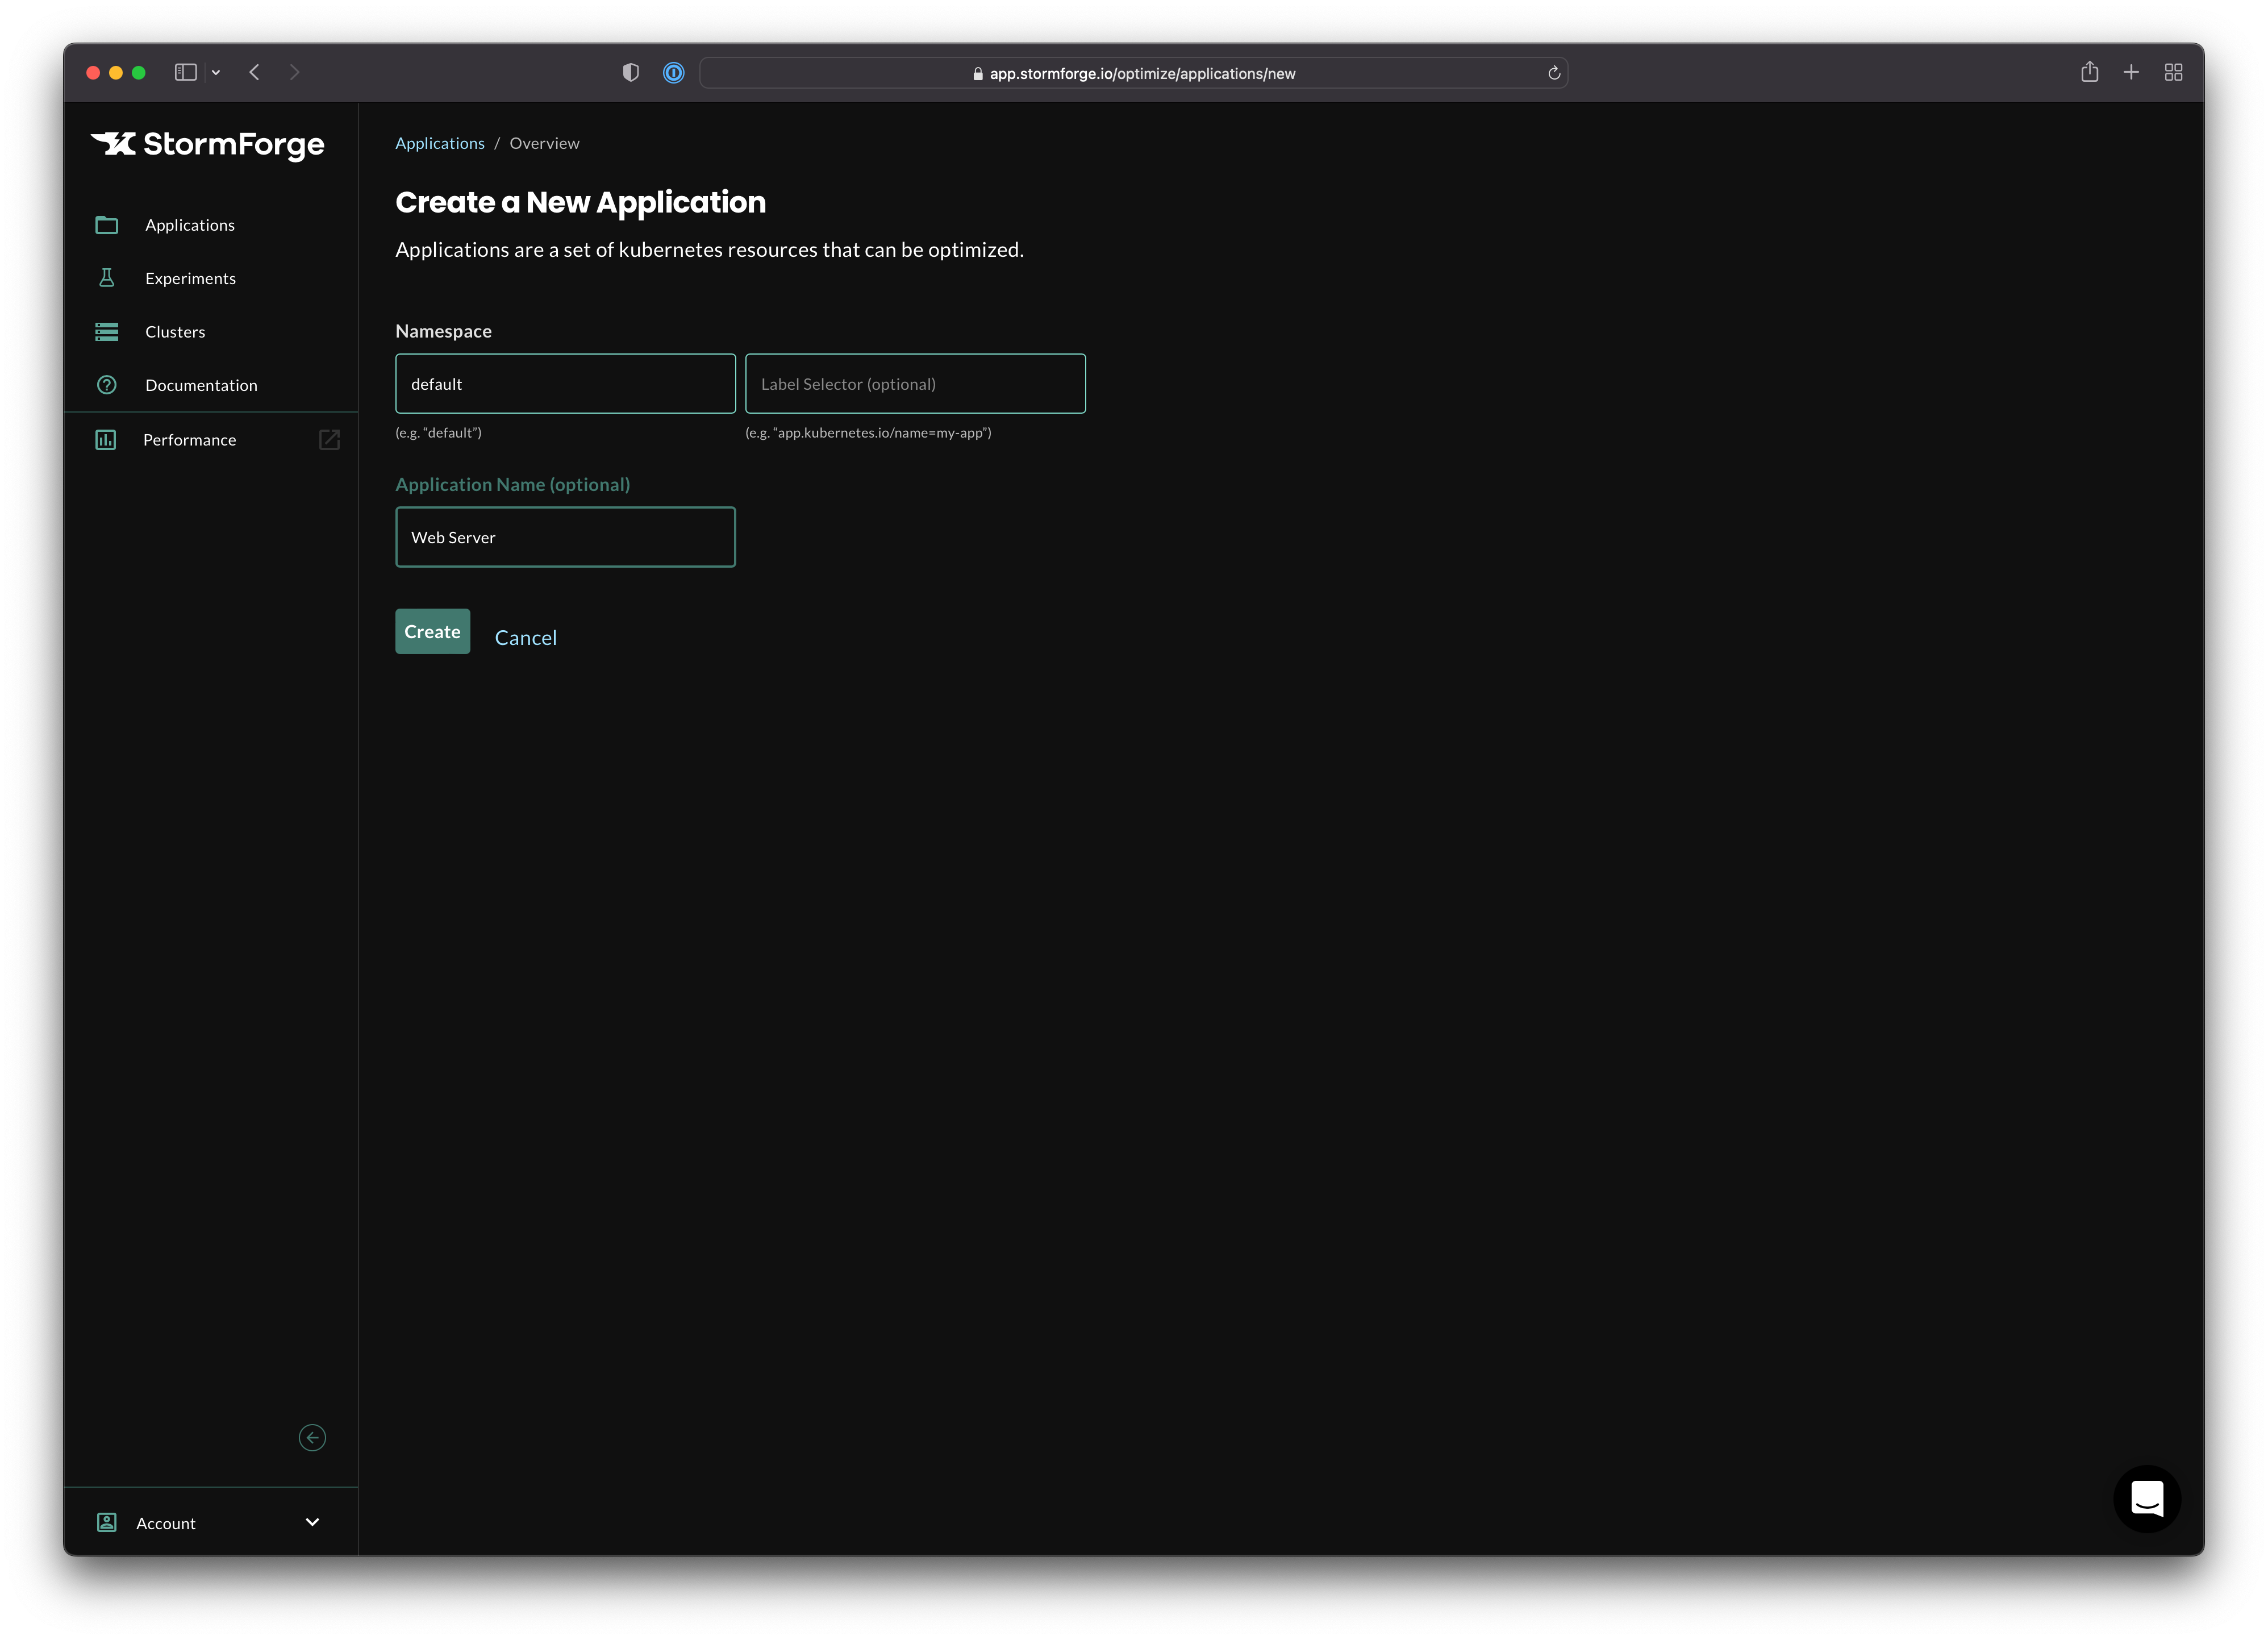 app.stormforge.io/optimize/applications/new
StormForge
Applications
Experiments
Clusters
Documentation
Performance
Account
Applications / Overview
Create a New Application
Applications are a set of kubernetes resources that can be optimized.
Namespace
default
Label Selector (optional)
(e.g. “default”)
(e.g. “app.kubernetes.io/name=my-app”)
Application Name (optional)
Web Server
Create
Cancel